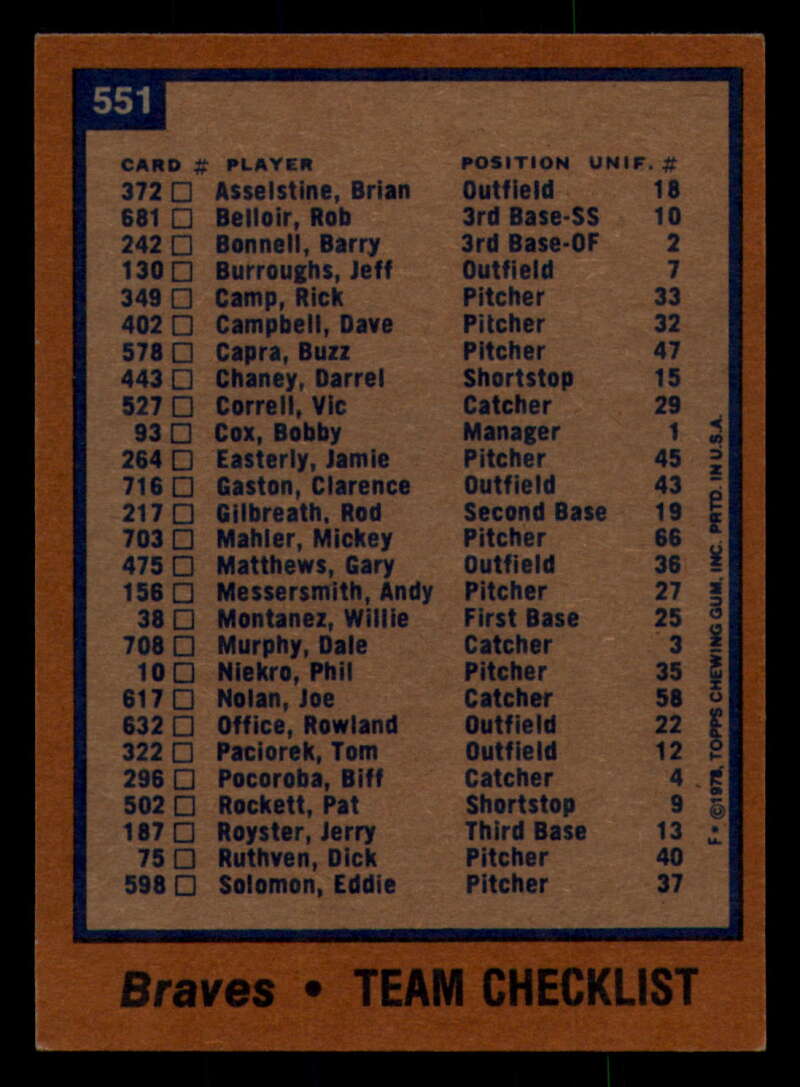 551
CARD # PLAYER POSITION UNIF. #
372 □ Asselstine, Brian Outfield 18
681 □ Belloir, Rob 3rd Base-SS 10
242 □ Bonnell, Barry 3rd Base-OF 2
130 □ Burroughs, Jeff Outfield 7
349 □ Camp, Rick Pitcher 33
402 □ Campbell, Dave Pitcher 32
578 □ Capra, Buzz Pitcher 47
443 □ Chaney, Darrel Shortstop 15
527 □ Correll, Vic Catcher 29
93 □ Cox, Bobby Manager 1
264 □ Easterly, Jamie Pitcher 45
716 □ Gaston, Clarence Outfield 43
217 □ Gilbreath, Rod Second Base 19
703 □ Mahler, Mickey Pitcher 66
475 □ Matthews, Gary Outfield 36
156 □ Messersmith, Andy Pitcher 27
38 □ Montanez, Willie First Base 25
708 □ Murphy, Dale Catcher 3
10 □ Niekro, Phil Pitcher 35
617 □ Nolan, Joe Catcher 58
632 □ Office, Rowland Outfield 22
322 □ Paciorek, Tom Outfield 12
296 □ Pocoroba, Biff Catcher 4
502 □ Rockett, Pat Shortstop 9
187 □ Royster, Jerry Third Base 13
75 □ Ruthven, Dick Pitcher 40
598 □ Solomon, Eddie Pitcher 37
F* ©1978, TOPPS CHEWING GUM, INC. PRTD. IN U.S.A.
Braves • TEAM CHECKLIST